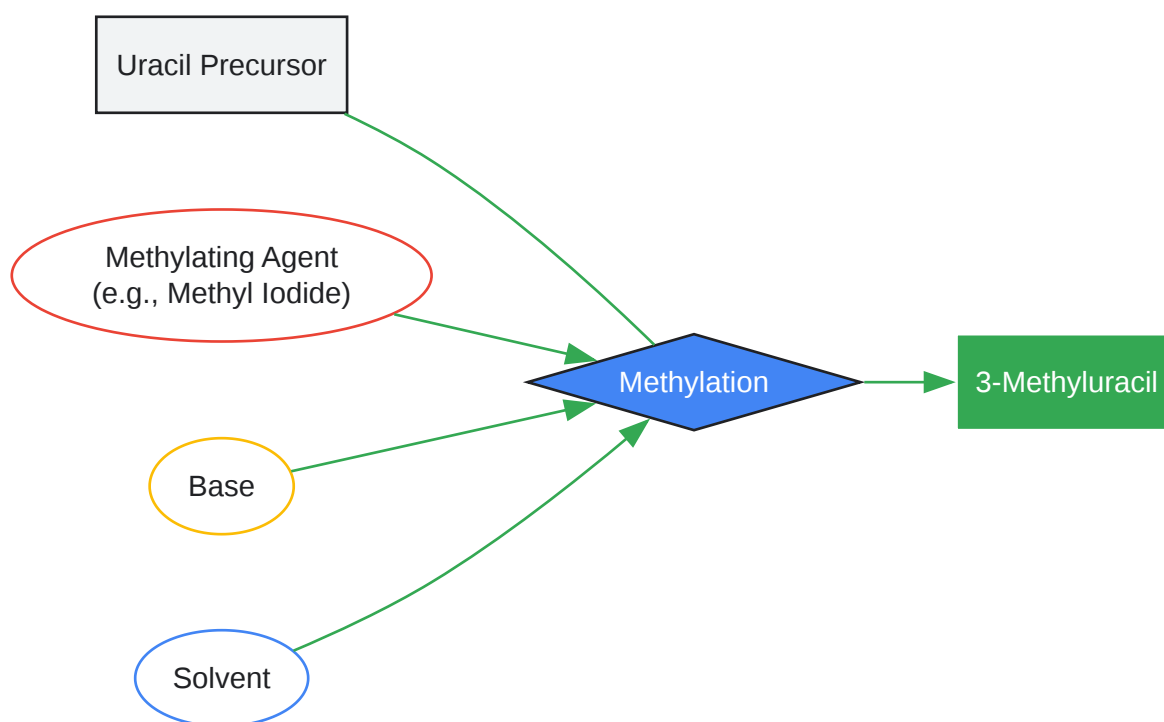 Uracil Precursor
Methylating Agent
(e.g., Methyl Iodide)
Methylation
3-Methyluracil
Base
Solvent